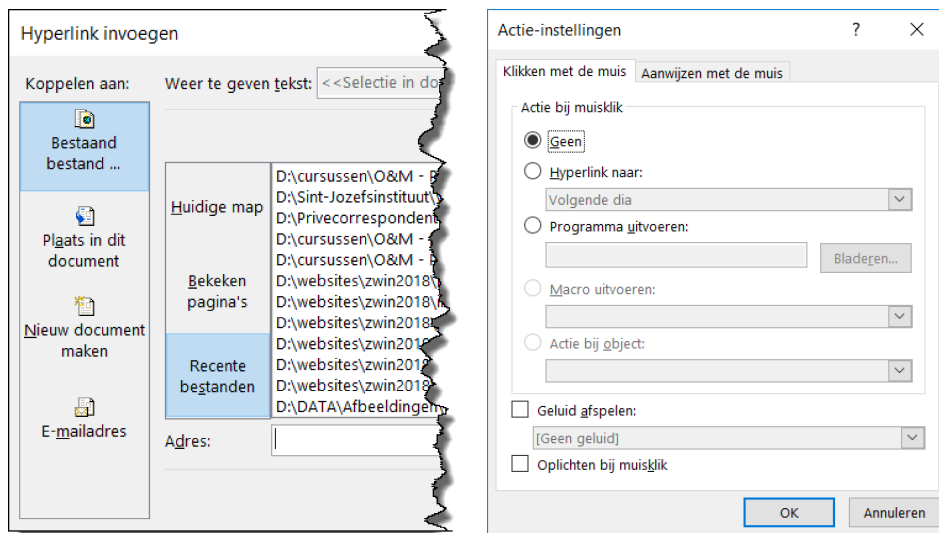 Hyperlink invoegen
Koppelen aan:
Weer te geven tekst:
<<Selectie in do
Bestaand
bestand ...
Plaats in dit
document
Nieuw document
maken
E-mailadres
Huidige map
Bekeken
pagina's
Recente
bestanden
D:\cursussen\O&M - P
D:\Sint-Jozefsinstituut\
D:\Privecorrespondent
D:\cursussen\O&M -
D:\cursussen\O&M -
D:\websites\zwin2018\
D:\websites\zwin2018\
D:\websites\zwin2018\
D:\websites\zwin2018
D:\websites\zwin2018
D:\websites\zwin2018
D:\DATA\Afbeeldingen
Adres:
Actie-instellingen
?
Klikken met de muis
Aanwijzen met de muis
Actie bij muisklik
Geen
Hyperlink naar:
Volgende dia
Programma uitvoeren:
Bladeren...
Macro uitvoeren:
Actie bij object:
Geluid afspelen:
[Geen geluid]
Oplichten bij muisklik
OK
Annuleren